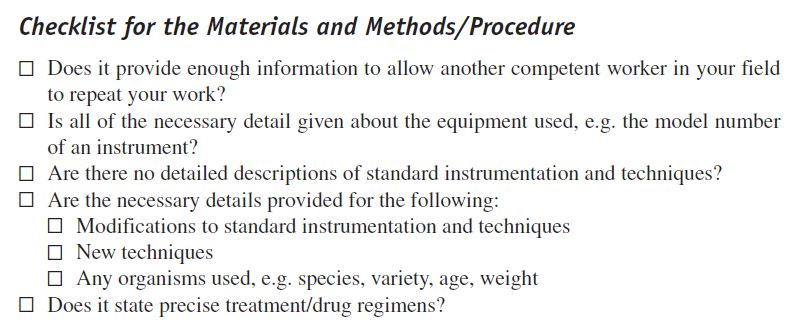 Checklist for the Materials and Methods/Procedure
☐ Does it provide enough information to allow another competent worker in your field
to repeat your work?
☐ Is all of the necessary detail given about the equipment used, e.g. the model number
of an instrument?
☐ Are there no detailed descriptions of standard instrumentation and techniques?
☐ Are the necessary details provided for the following:
☐ Modifications to standard instrumentation and techniques
☐ New techniques
☐ Any organisms used, e.g. species, variety, age, weight
☐ Does it state precise treatment/drug regimens?